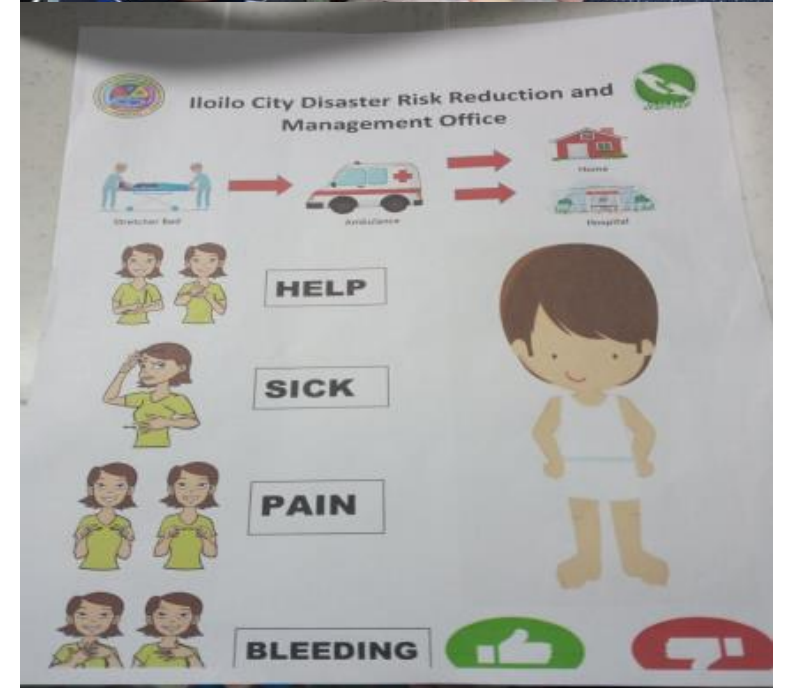 Iloilo City Disaster Risk Reduction and
Management Office
Stretcher Bed
Ambulance
Home
Hospital
HELP
SICK
PAIN
BLEEDING